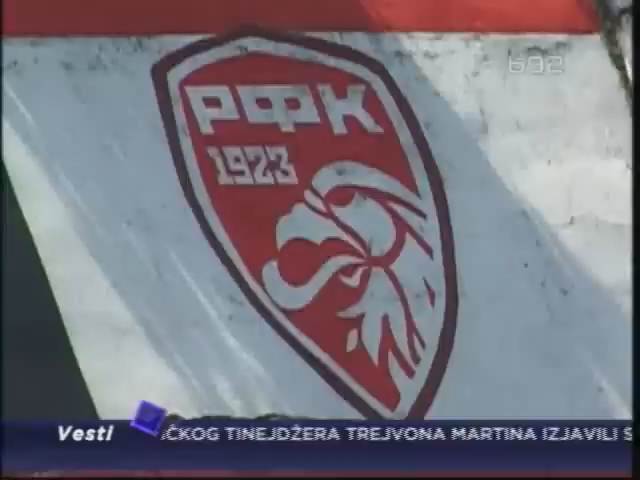 b92
РФК
1923
Vesti
ČKOG TINEJDŽERA TREJVONA MARTINA IZJAVILI